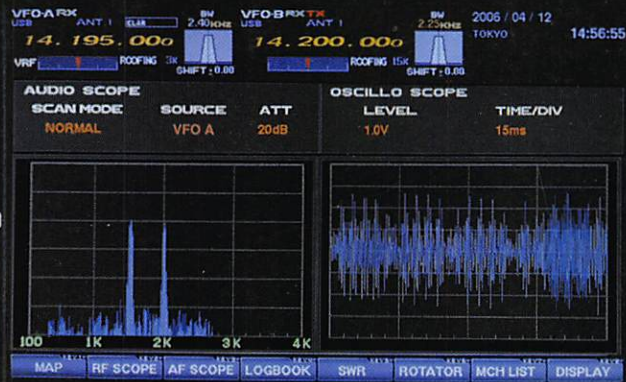 VFO-A RX
USB ANT 1 CLAR
14.195.00o
VRF ROOFING 3K
BW
2.40KHz
SHIFT: 0.00
VFO-B RX TX
USB ANT 1
14.200.00o
ROOFING 15K
BW
2.25KHz
SHIFT: 0.00
2006 / 04 / 12
TOKYO
14:56:55
AUDIO SCOPE
SCAN MODE SOURCE ATT
NORMAL VFO A 20dB
OSCILLO SCOPE
LEVEL TIME/DIV
1.0V 15ms
100 1K 2K 3K 4K
MAP RF SCOPE AF SCOPE LOGBOOK SWR ROTATOR MCH LIST DISPLAY